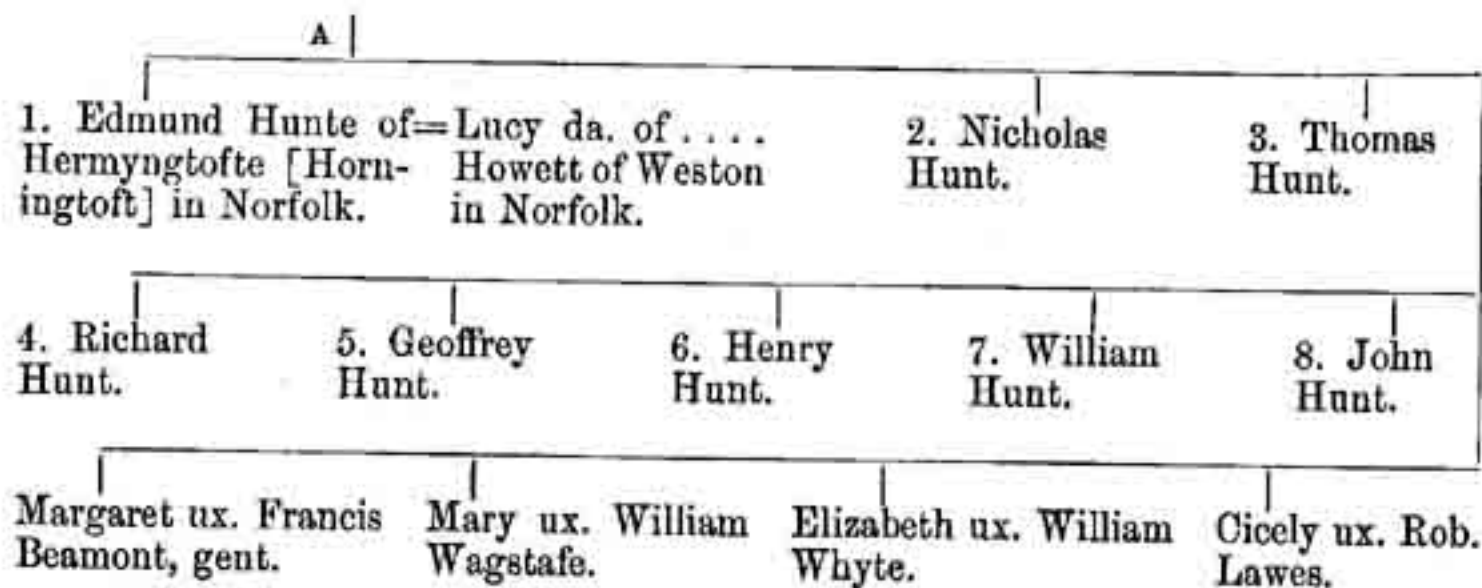 A
1. Edmund Hunte of=Lucy da. of . . . .
Hermyngtofte [Horn-
ingtoft] in Norfolk.
Howett of Weston
in Norfolk.
2. Nicholas
Hunt.
3. Thomas
Hunt.
4. Richard
Hunt.
5. Geoffrey
Hunt.
6. Henry
Hunt.
7. William
Hunt.
8. John
Hunt.
Margaret ux. Francis
Beamont, gent.
Mary ux. William
Wagstafe.
Elizabeth ux. William
Whyte.
Cicely ux. Rob.
Lawes.